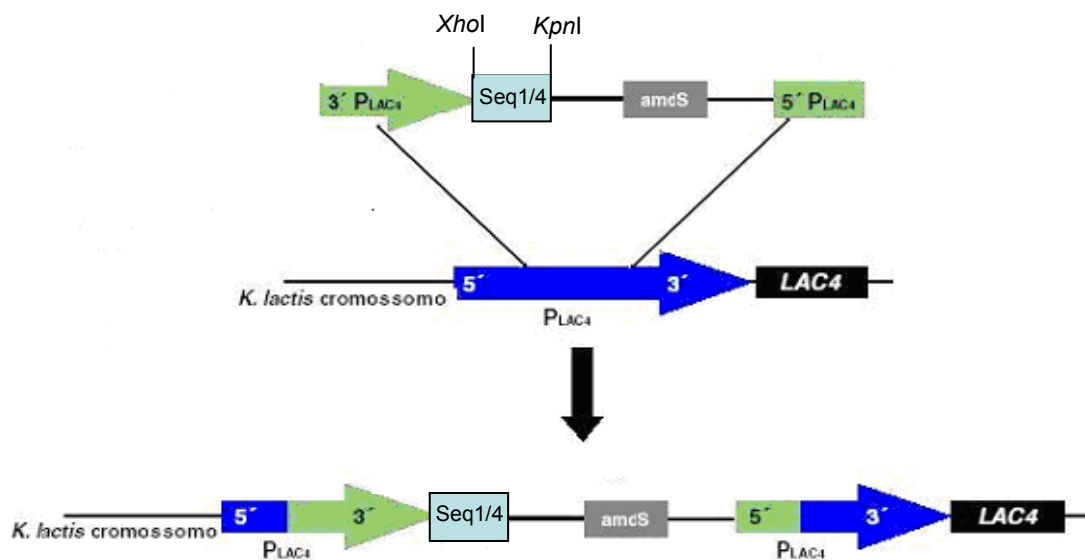 XhoI KpnI
3´ PLAC4 Seq1/4 amdS 5´ PLAC4
5´ 3´ LAC4
K. lactis cromossomo
PLAC4
5´ 3´ Seq1/4 amdS 5´ 3´ LAC4
K. lactis cromossomo
PLAC4 PLAC4